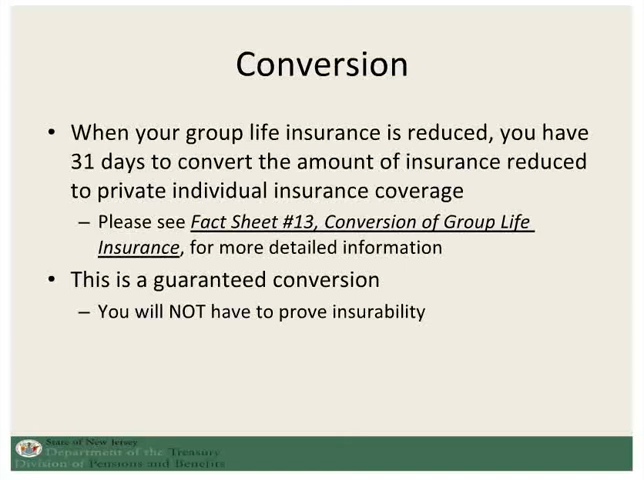 Conversion
• When your group life insurance is reduced, you have
31 days to convert the amount of insurance reduced
to private individual insurance coverage
– Please see Fact Sheet #13, Conversion of Group Life
Insurance, for more detailed information
• This is a guaranteed conversion
– You will NOT have to prove insurability
State of New Jersey
Department of the Treasury
Division of Pensions and Benefits